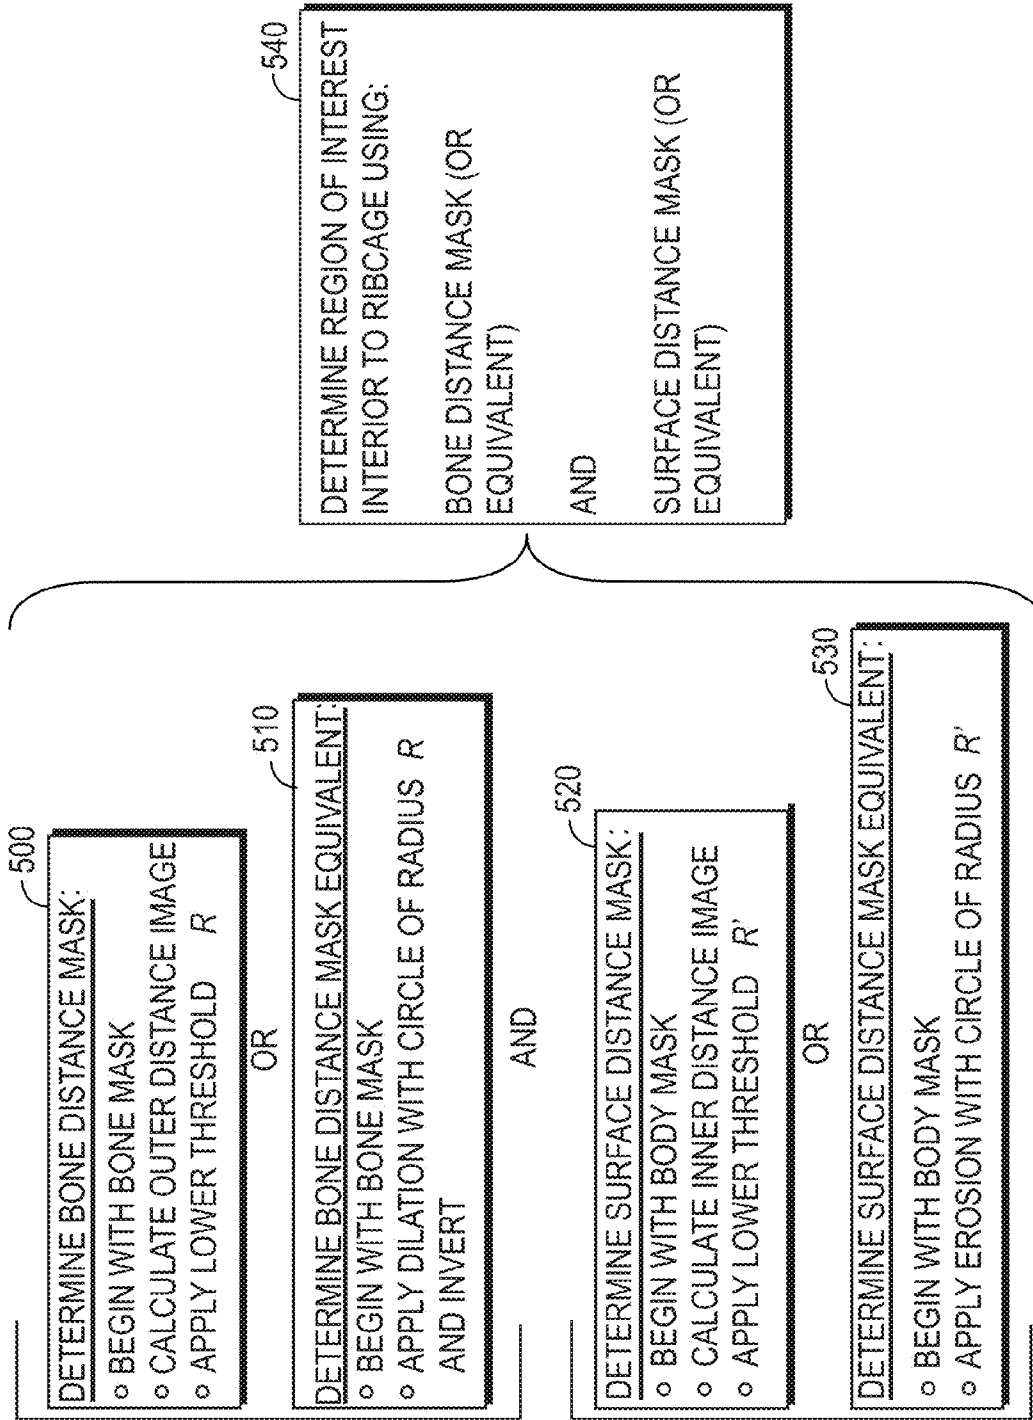 500
DETERMINE BONE DISTANCE MASK:
○ BEGIN WITH BONE MASK
○ CALCULATE OUTER DISTANCE IMAGE
○ APPLY LOWER THRESHOLD R
OR
510
DETERMINE BONE DISTANCE MASK EQUIVALENT:
○ BEGIN WITH BONE MASK
○ APPLY DILATION WITH CIRCLE OF RADIUS R
AND INVERT
AND
520
DETERMINE SURFACE DISTANCE MASK:
○ BEGIN WITH BODY MASK
○ CALCULATE INNER DISTANCE IMAGE
○ APPLY LOWER THRESHOLD R'
OR
530
DETERMINE SURFACE DISTANCE MASK EQUIVALENT:
○ BEGIN WITH BODY MASK
○ APPLY EROSION WITH CIRCLE OF RADIUS R'
540
DETERMINE REGION OF INTEREST
INTERIOR TO RIBCAGE USING:
BONE DISTANCE MASK (OR
EQUIVALENT)
AND
SURFACE DISTANCE MASK (OR
EQUIVALENT)